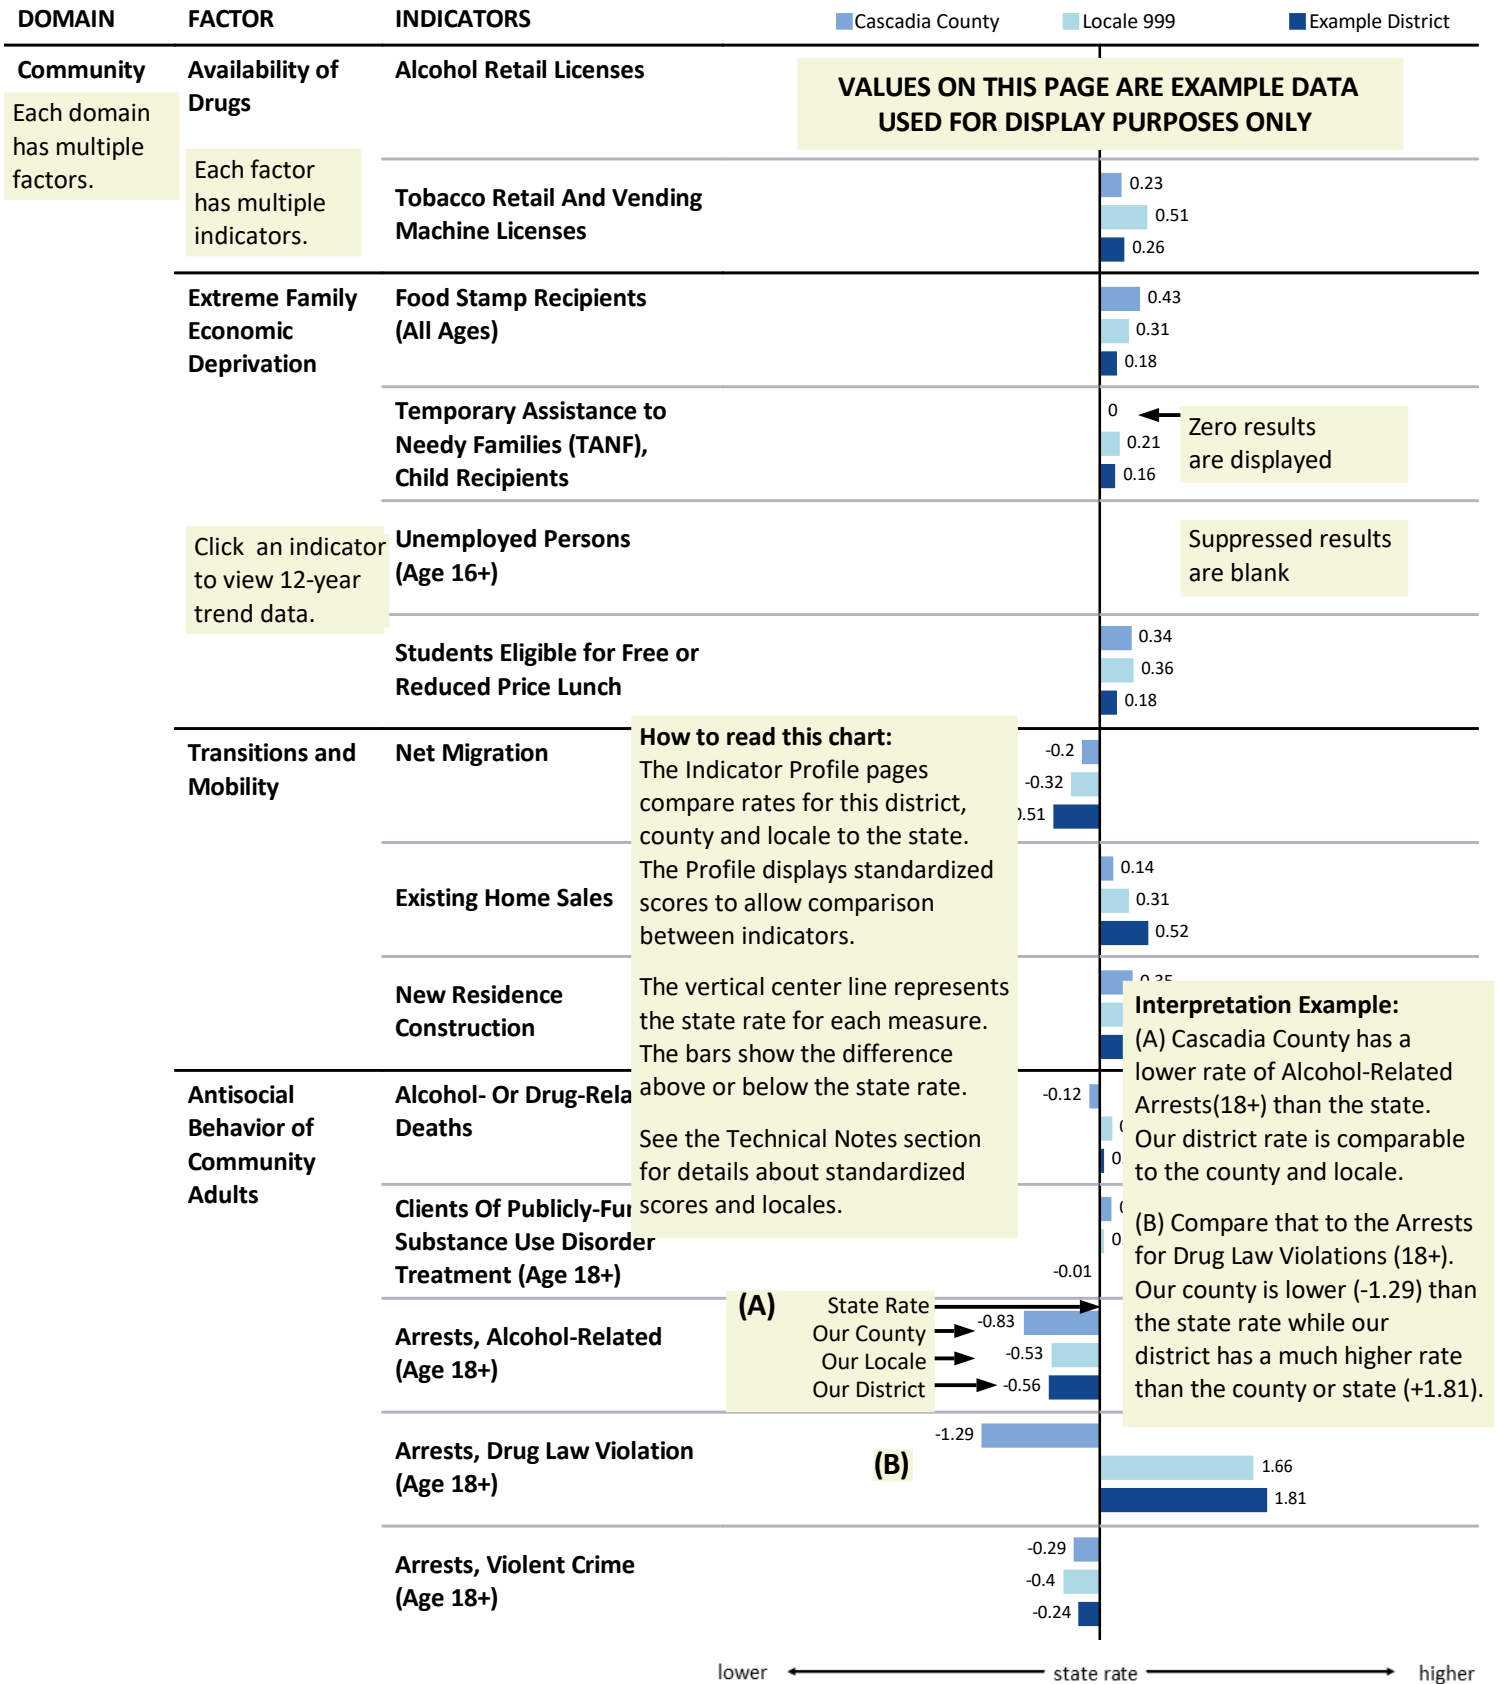 DOMAIN FACTOR INDICATORS Cascadia County Locale 999 Example District
Community
Each domain
has multiple
factors.
Availability of
Drugs
Each factor
has multiple
indicators.
Alcohol Retail Licenses
VALUES ON THIS PAGE ARE EXAMPLE DATA
USED FOR DISPLAY PURPOSES ONLY
Tobacco Retail And Vending
Machine Licenses
0.23
0.51
0.26
Extreme Family
Economic
Deprivation
Food Stamp Recipients
(All Ages)
0.43
0.31
0.18
Temporary Assistance to
Needy Families (TANF),
Child Recipients
0
0.21
0.16
Zero results
are displayed
Click an indicator
to view 12-year
trend data.
Unemployed Persons
(Age 16+)
Suppressed results
are blank
Students Eligible for Free or
Reduced Price Lunch
0.34
0.36
0.18
Transitions and
Mobility
Net Migration
-0.2
-0.32
.51
How to read this chart:
The Indicator Profile pages
compare rates for this district,
county and locale to the state.
The Profile displays standardized
scores to allow comparison
between indicators.
The vertical center line represents
the state rate for each measure.
The bars show the difference
above or below the state rate.
See the Technical Notes section
for details about standardized
scores and locales.
Existing Home Sales
0.14
0.31
0.52
New Residence
Construction
Interpretation Example:
(A) Cascadia County has a
lower rate of Alcohol-Related
Arrests(18+) than the state.
Our district rate is comparable
to the county and locale.
(B) Compare that to the Arrests
for Drug Law Violations (18+).
Our county is lower (-1.29) than
the state rate while our
district has a much higher rate
than the county or state (+1.81).
Antisocial
Behavior of
Community
Adults
Alcohol- Or Drug-Rela
Deaths
-0.12
0.
Clients Of Publicly-Fu
Substance Use Disorder
Treatment (Age 18+)
0.
-0.01
Arrests, Alcohol-Related
(Age 18+)
(A)
State Rate
Our County
Our Locale
Our District
-0.83
-0.53
-0.56
Arrests, Drug Law Violation
(Age 18+)
(B)
-1.29
1.66
1.81
Arrests, Violent Crime
(Age 18+)
-0.29
-0.4
-0.24
lower state rate higher